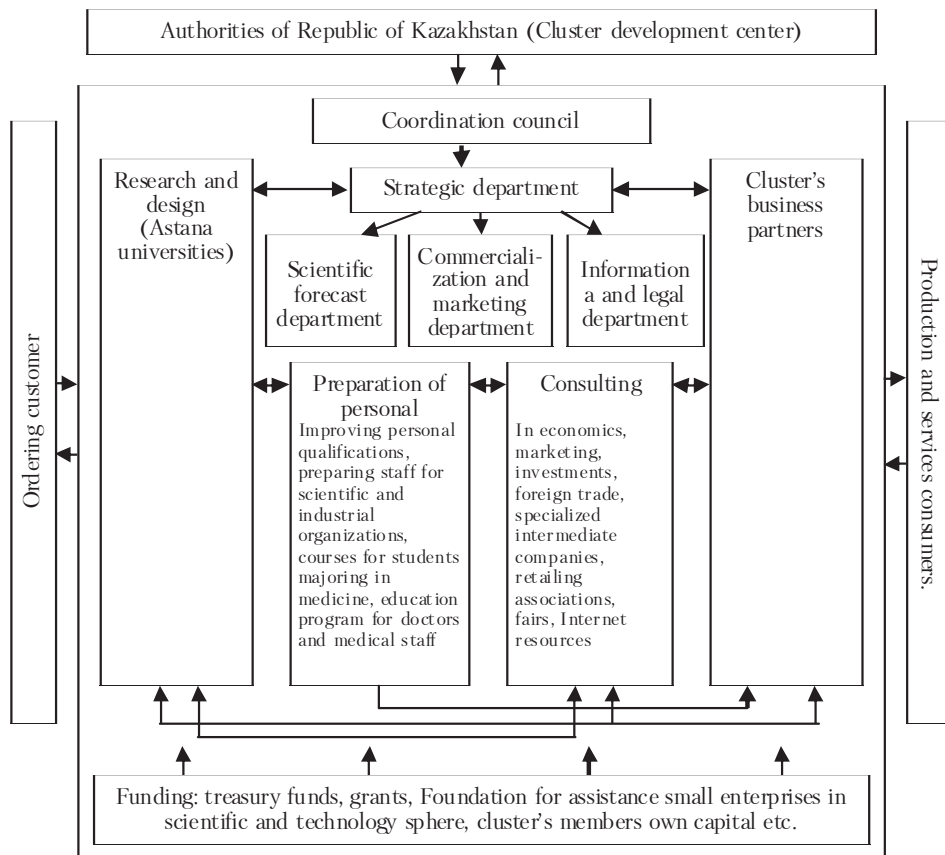 Authorities of Republic of Kazakhstan (Cluster development center)
Coordination council
Research and
design
(Astana
universities)
Strategic department
Cluster's
business
partners
Scientific
forecast
department
Commerciali-
zation and
marketing
department
Information
a and legal
department
Ordering customer
Production and services consumers.
Preparation of
personal
Improving personal
qualifications,
preparing staff for
scientific and
industrial
organizations,
courses for students
majoring in
medicine, education
program for doctors
and medical staff
Consulting
In economics,
marketing,
investments,
foreign trade,
specialized
intermediate
companies,
retailing
associations,
fairs, Internet
resources
Funding: treasury funds, grants, Foundation for assistance small enterprises in
scientific and technology sphere, cluster's members own capital etc.